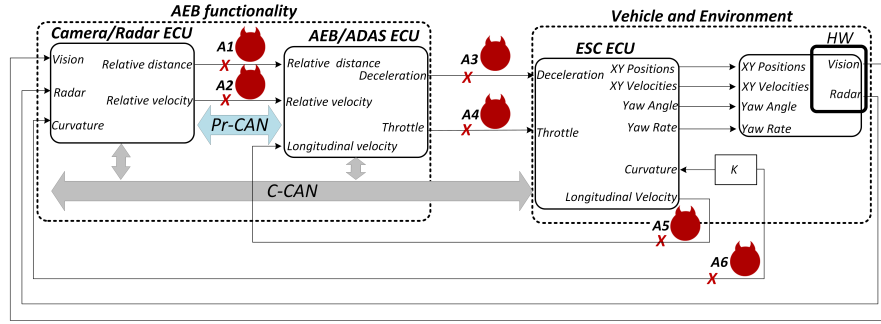 AEB functionality
Vehicle and Environment
Camera/Radar ECU
A1
AEB/ADAS ECU
A3
ESC ECU
HW
Vision
Relative distance
X
Relative distance
Deceleration
X
Deceleration
XY Positions
XY Positions
Vision
Radar
A2
XY Velocities
XY Velocities
Radar
Relative velocity
X
Relative velocity
A4
Yaw Angle
Yaw Angle
Curvature
Pr-CAN
Throttle
X
Throttle
Yaw Rate
Yaw Rate
Longitudinal velocity
Curvature
K
C-CAN
Longitudinal Velocity
A5
X
A6
X